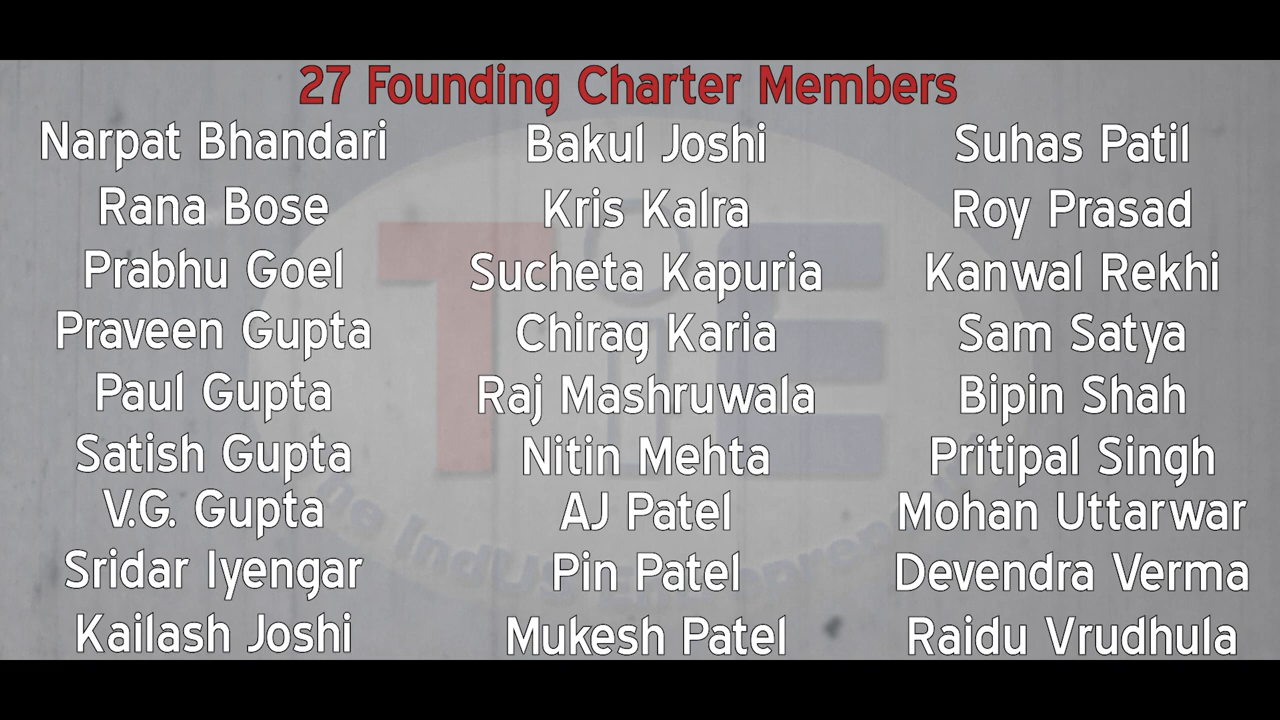 27 Founding Charter Members
Narpat Bhandari
Rana Bose
Prabhu Goel
Praveen Gupta
Paul Gupta
Satish Gupta
V.G. Gupta
Sridar Iyengar
Kailash Joshi
Bakul Joshi
Kris Kalra
Sucheta Kapuria
Chirag Karia
Raj Mashruwala
Nitin Mehta
AJ Patel
Pin Patel
Mukesh Patel
Suhas Patil
Roy Prasad
Kanwal Rekhi
Sam Satya
Bipin Shah
Pritipal Singh
Mohan Uttarwar
Devendra Verma
Raidu Vrudhula
TiE